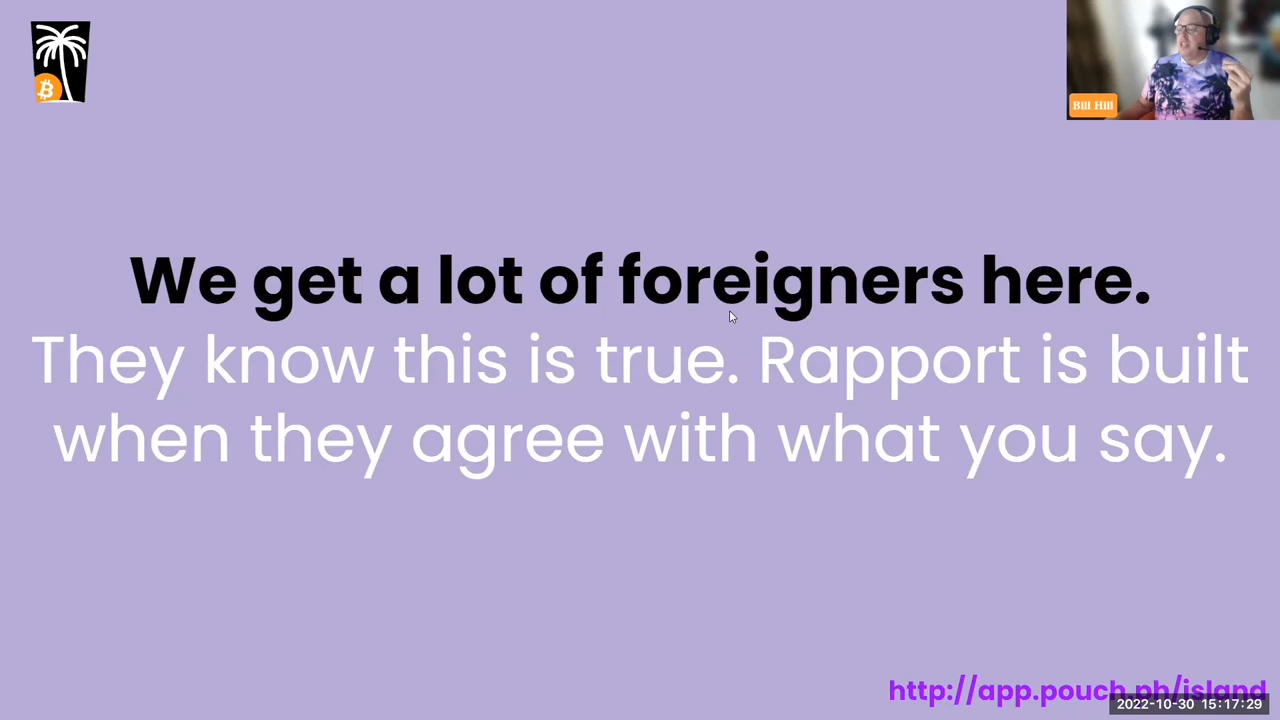 Bill Hill
We get a lot of foreigners here.
They know this is true. Rapport is built
when they agree with what you say.
http://app.pouch.ph/island
2022-10-30 15:17:29